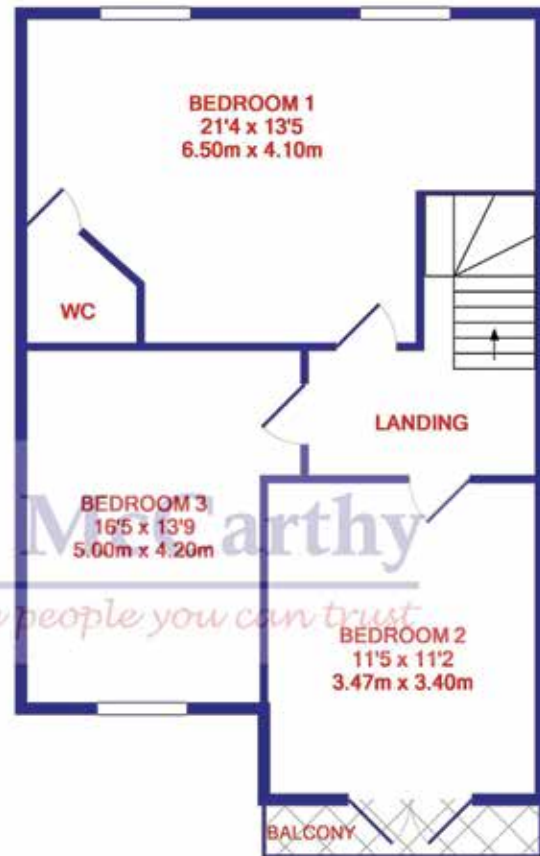 BEDROOM 1
21'4 x 13'5
6.50m x 4.10m
WC
LANDING
BEDROOM 3
16'5 x 13'9
5.00m x 4.20m
McCarthy
people you can trust
BEDROOM 2
11'5 x 11'2
3.47m x 3.40m
BALCONY